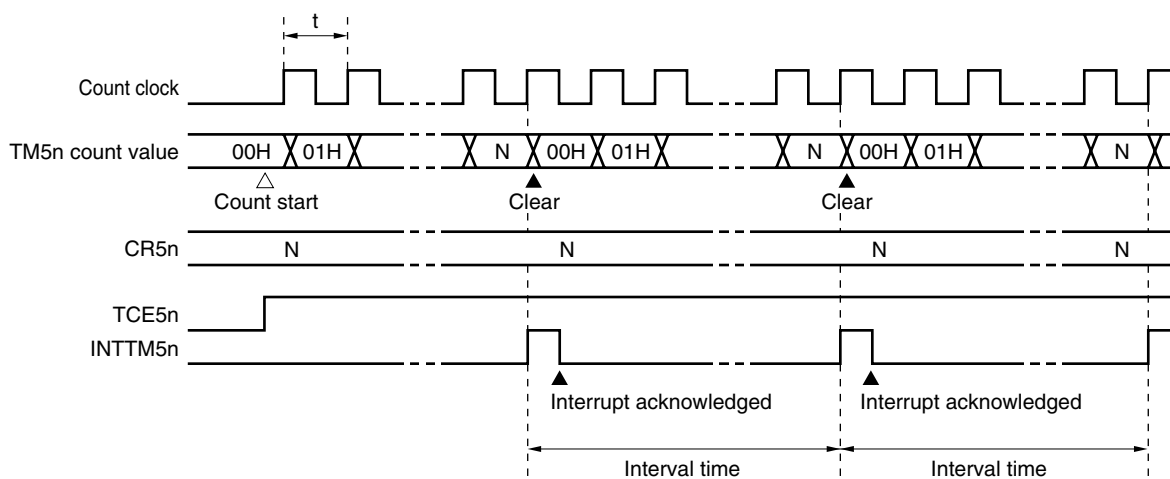 t
Count clock
TM5n count value 00H 01H N 00H 01H N 00H 01H N
Count start Clear Clear
CR5n N N N N
TCE5n
INTTM5n
Interrupt acknowledged Interrupt acknowledged
Interval time Interval time